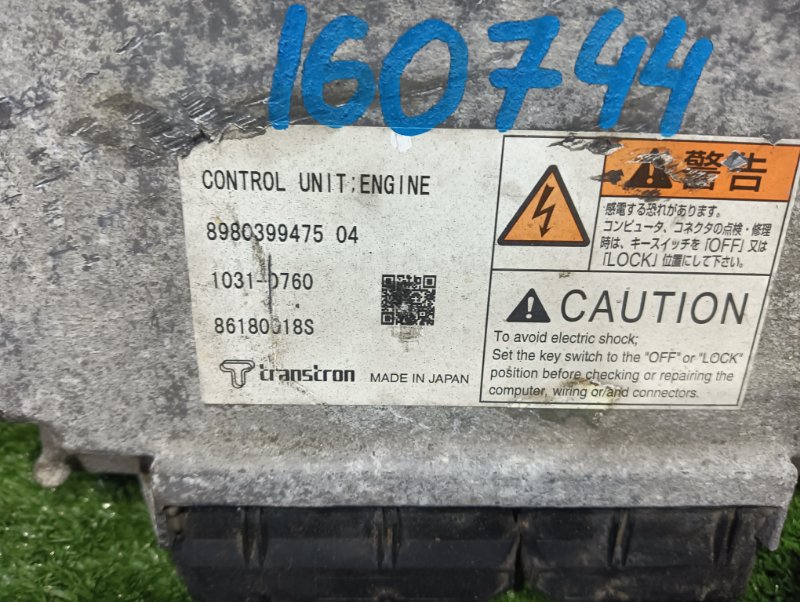 160744
CONTROL UNIT;ENGINE
8980399475 04
1031-0760
86180018S
transtron MADE IN JAPAN
警告
感電する恐れがあります。
コンピュータ、コネクタの点検・修理
時は、キースイッチを「OFF」又は
「LOCK」位置にして下さい。
CAUTION
To avoid electric shock;
Set the key switch to the "OFF" or "LOCK"
position before checking or repairing the
computer, wiring or/and connectors.